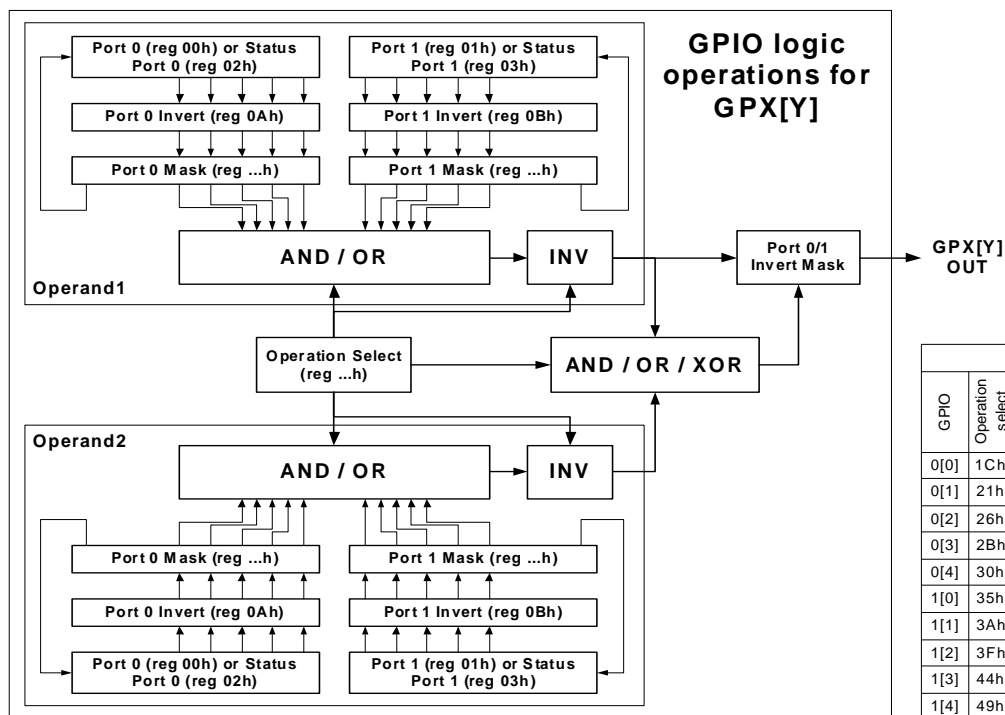 GPIO logic
operations for
GPX[Y]
Port 0 (reg 00h) or Status
Port 0 (reg 02h)
Port 1 (reg 01h) or Status
Port 1 (reg 03h)
Port 0 Invert (reg 0Ah)
Port 1 Invert (reg 0Bh)
Port 0 Mask (reg ...h)
Port 1 Mask (reg ...h)
AND / OR
INV
Operand1
Port 0/1
Invert Mask
GPX[Y]
OUT
Operation Select
(reg ...h)
AND / OR / XOR
Operand2
AND / OR
INV
Port 0 Mask (reg ...h)
Port 1 Mask (reg ...h)
Port 0 Invert (reg 0Ah)
Port 1 Invert (reg 0Bh)
Port 0 (reg 00h) or Status
Port 0 (reg 02h)
Port 1 (reg 01h) or Status
Port 1 (reg 03h)
GPIO
Operation
select
0[0] 1Ch
0[1] 21h
0[2] 26h
0[3] 2Bh
0[4] 30h
1[0] 35h
1[1] 3Ah
1[2] 3Fh
1[3] 44h
1[4] 49h